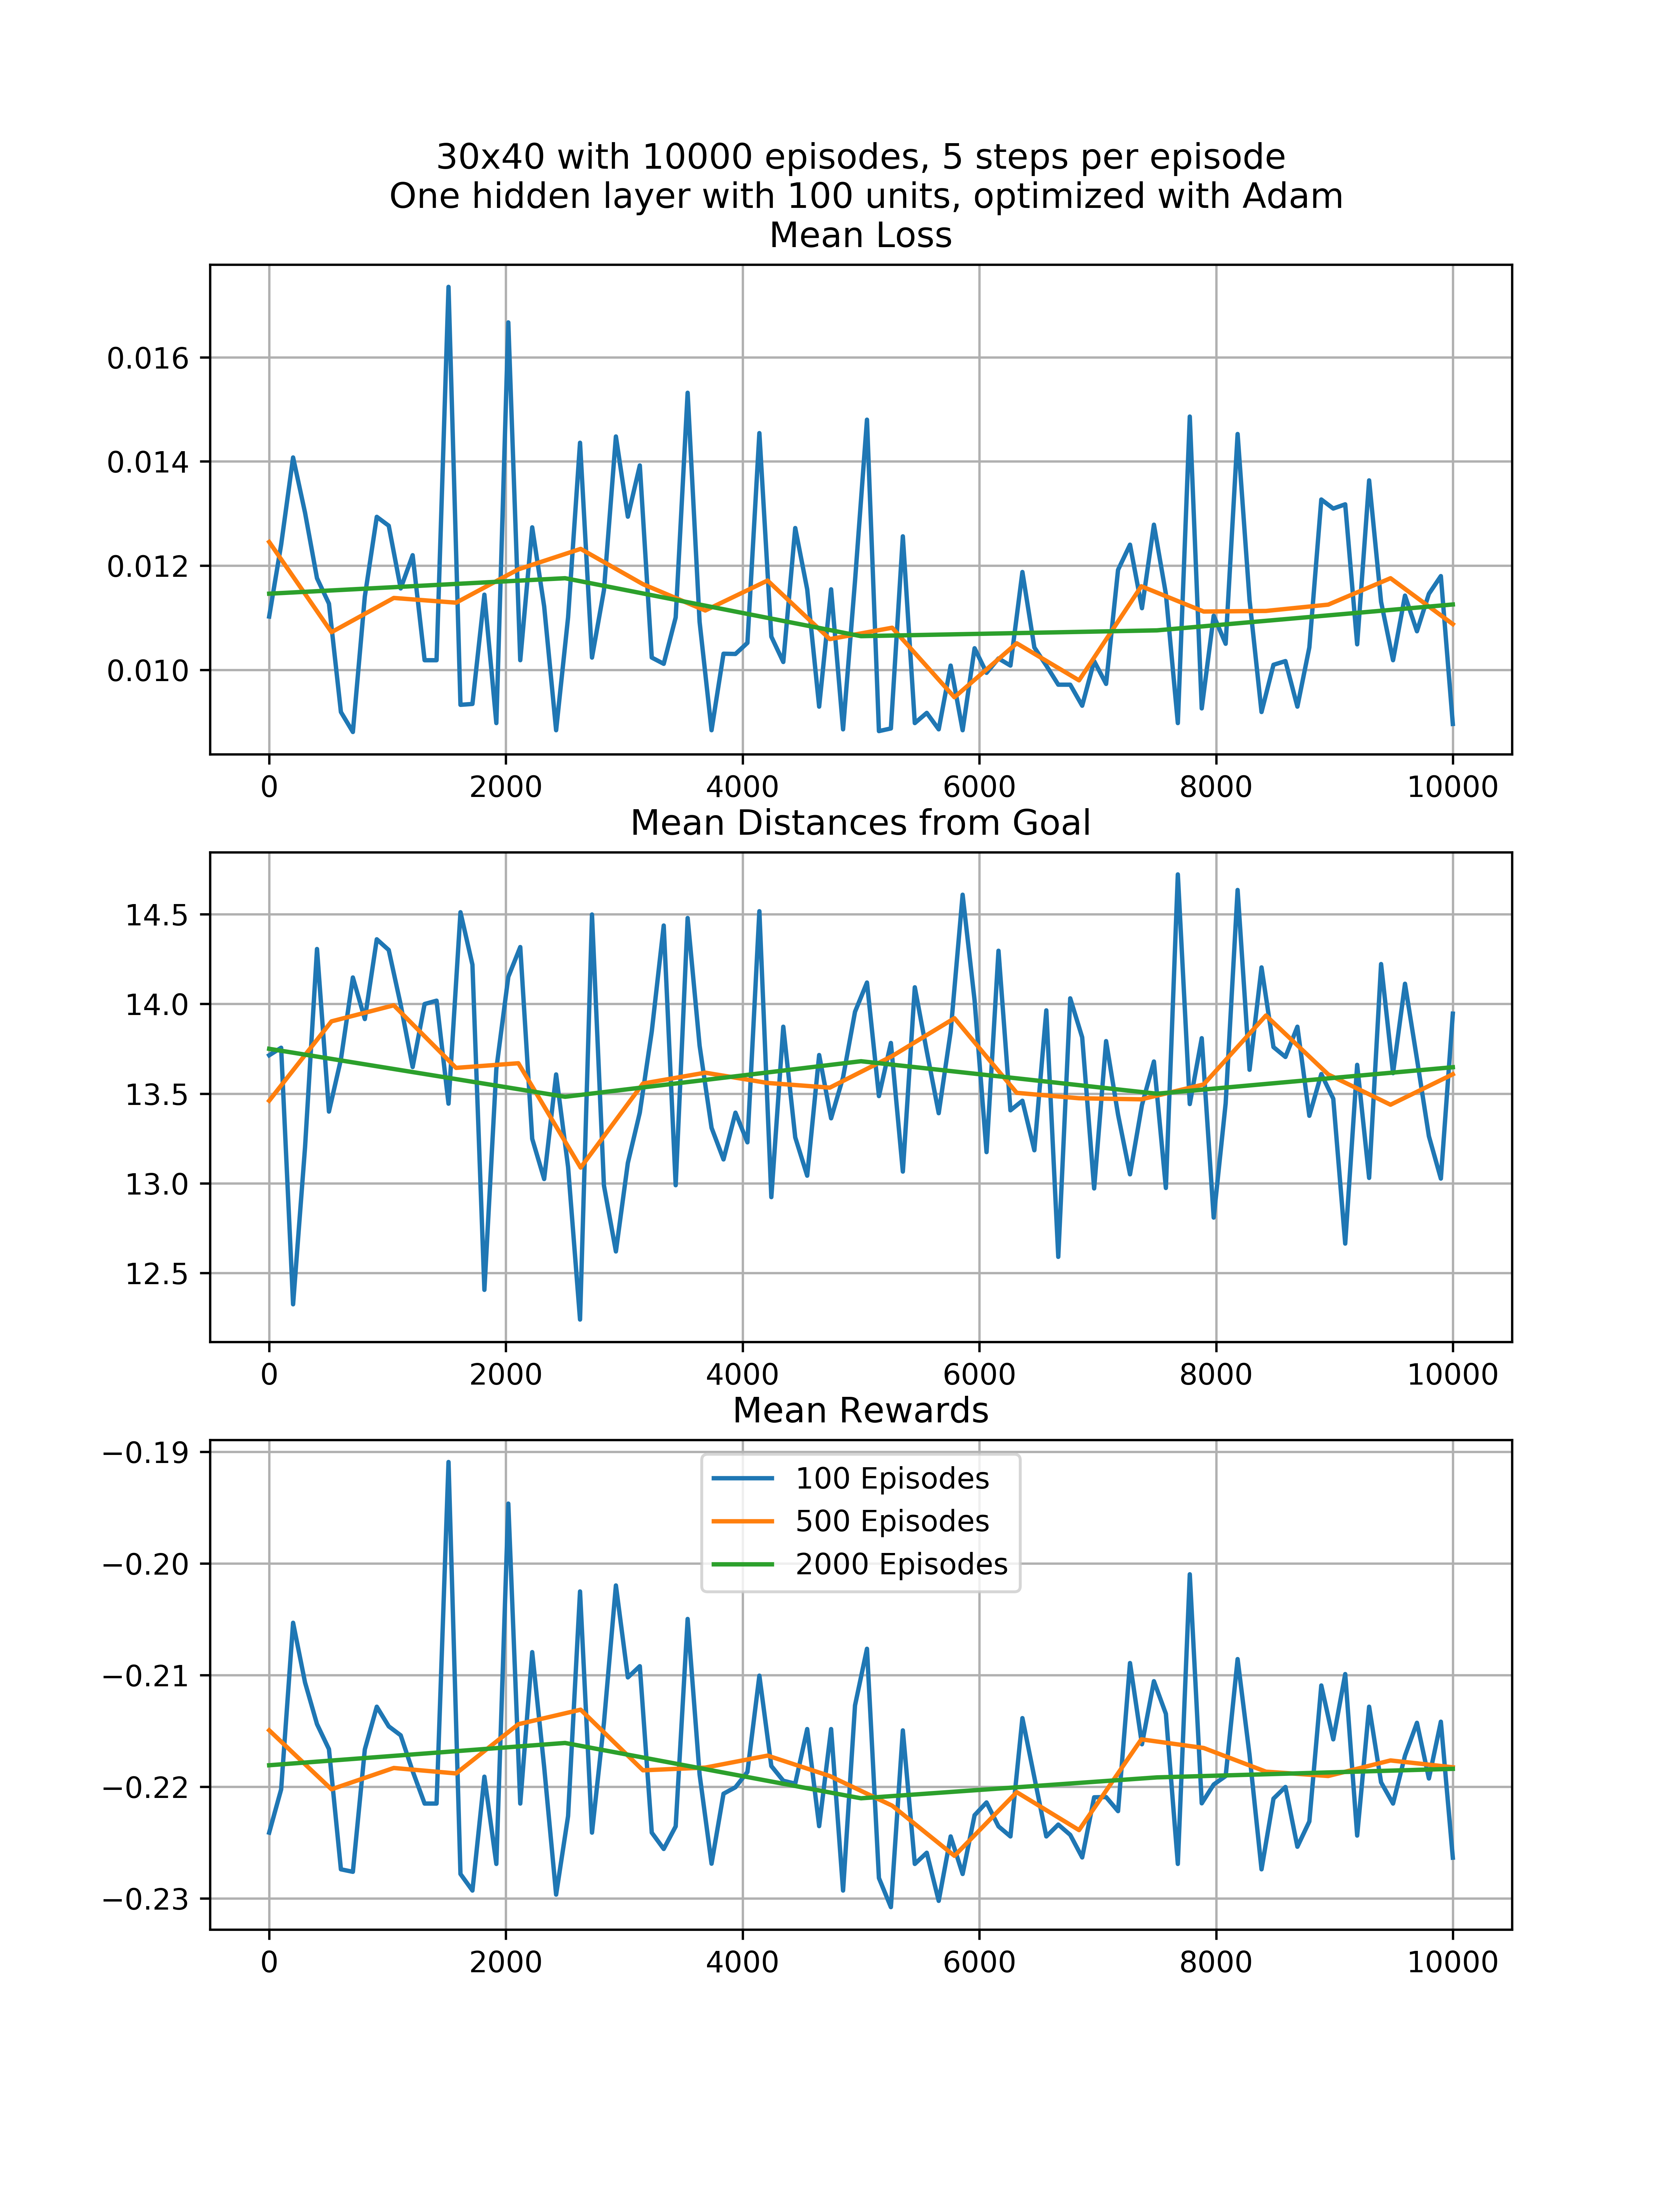 30x40 with 10000 episodes, 5 steps per episode
One hidden layer with 100 units, optimized with Adam
Mean Loss
0.016
0.014
0.012
0.010
0 2000 4000 6000 8000 10000
Mean Distances from Goal
14.5
14.0
13.5
13.0
12.5
0 2000 4000 6000 8000 10000
Mean Rewards
−0.19
−0.20
−0.21
−0.22
−0.23
100 Episodes
500 Episodes
2000 Episodes
0 2000 4000 6000 8000 10000